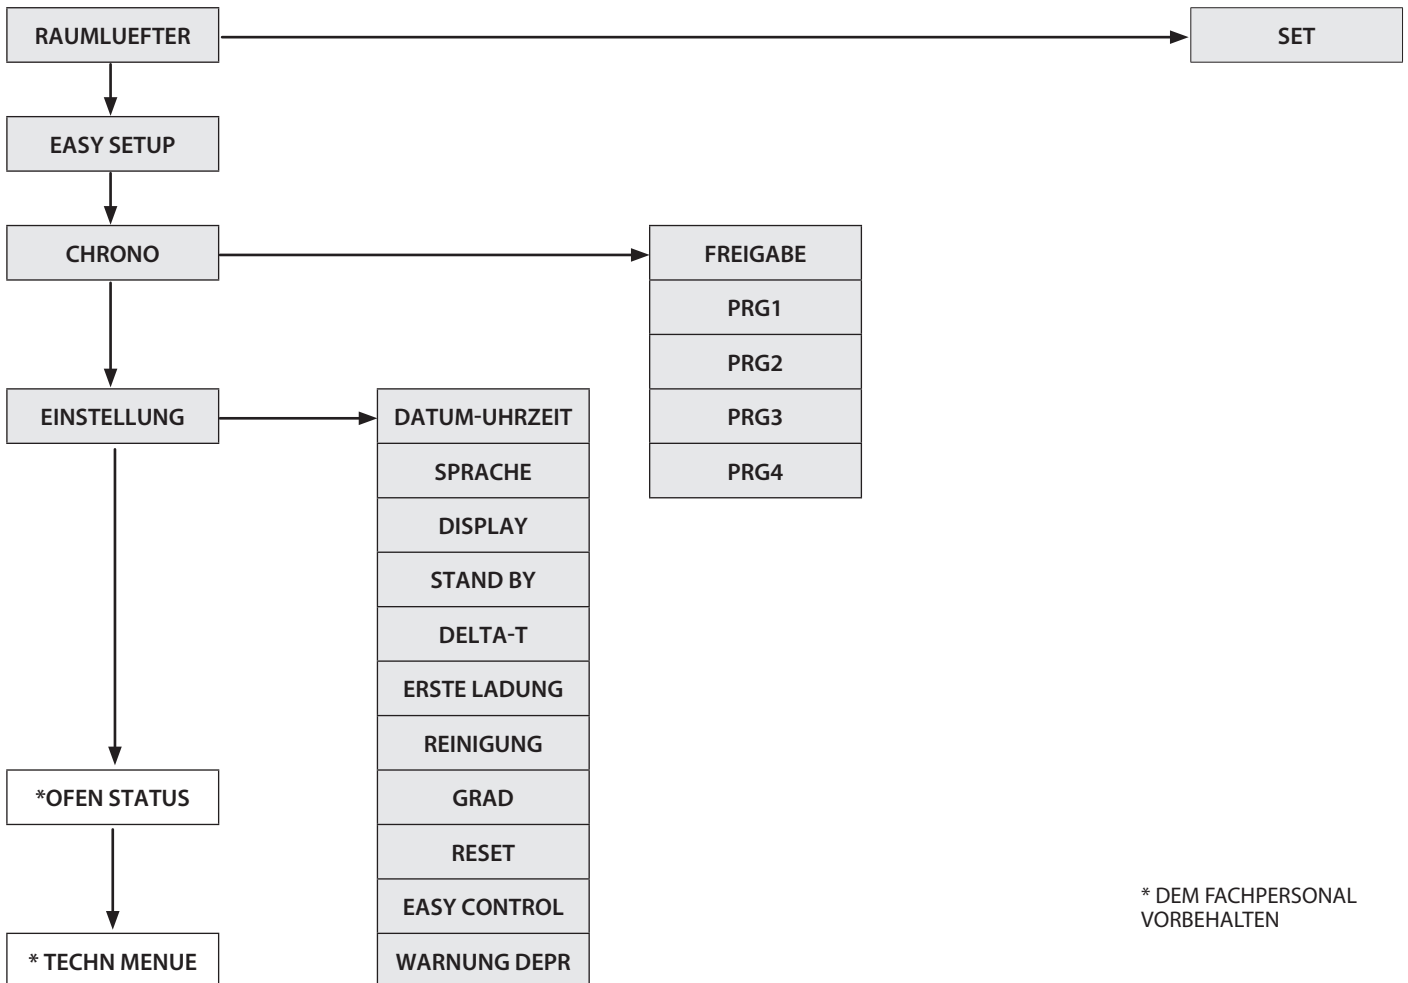 RAUMLUEFTER
SET
EASY SETUP
CHRONO
FREIGABE
PRG1
PRG2
PRG3
PRG4
EINSTELLUNG
DATUM-UHRZEIT
SPRACHE
DISPLAY
STAND BY
DELTA-T
ERSTE LADUNG
REINIGUNG
GRAD
RESET
EASY CONTROL
WARNUNG DEPR
*OFEN STATUS
* TECHN MENUE
* DEM FACHPERSONAL
VORBEHALTEN